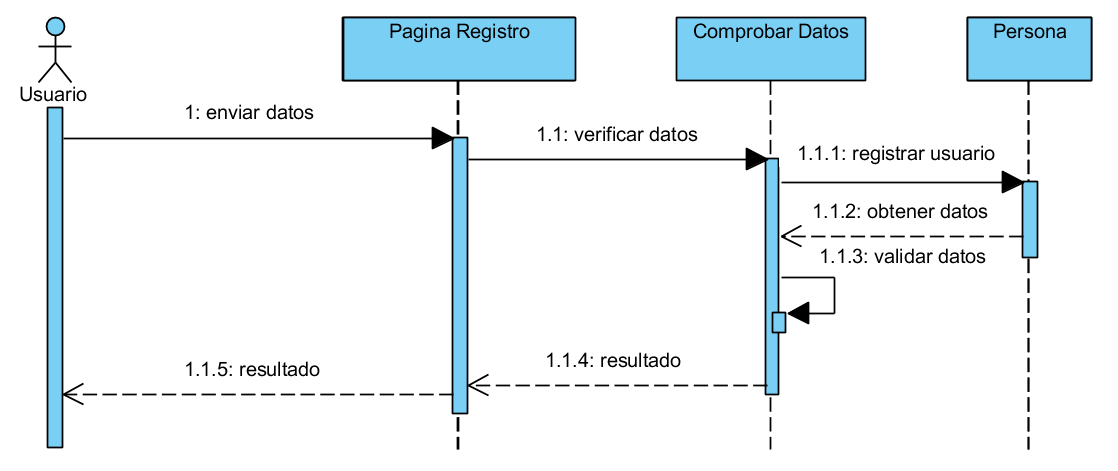 Pagina Registro
Comprobar Datos
Persona
Usuario
1: enviar datos
1.1: verificar datos
1.1.1: registrar usuario
1.1.2: obtener datos
1.1.3: validar datos
1.1.4: resultado
1.1.5: resultado